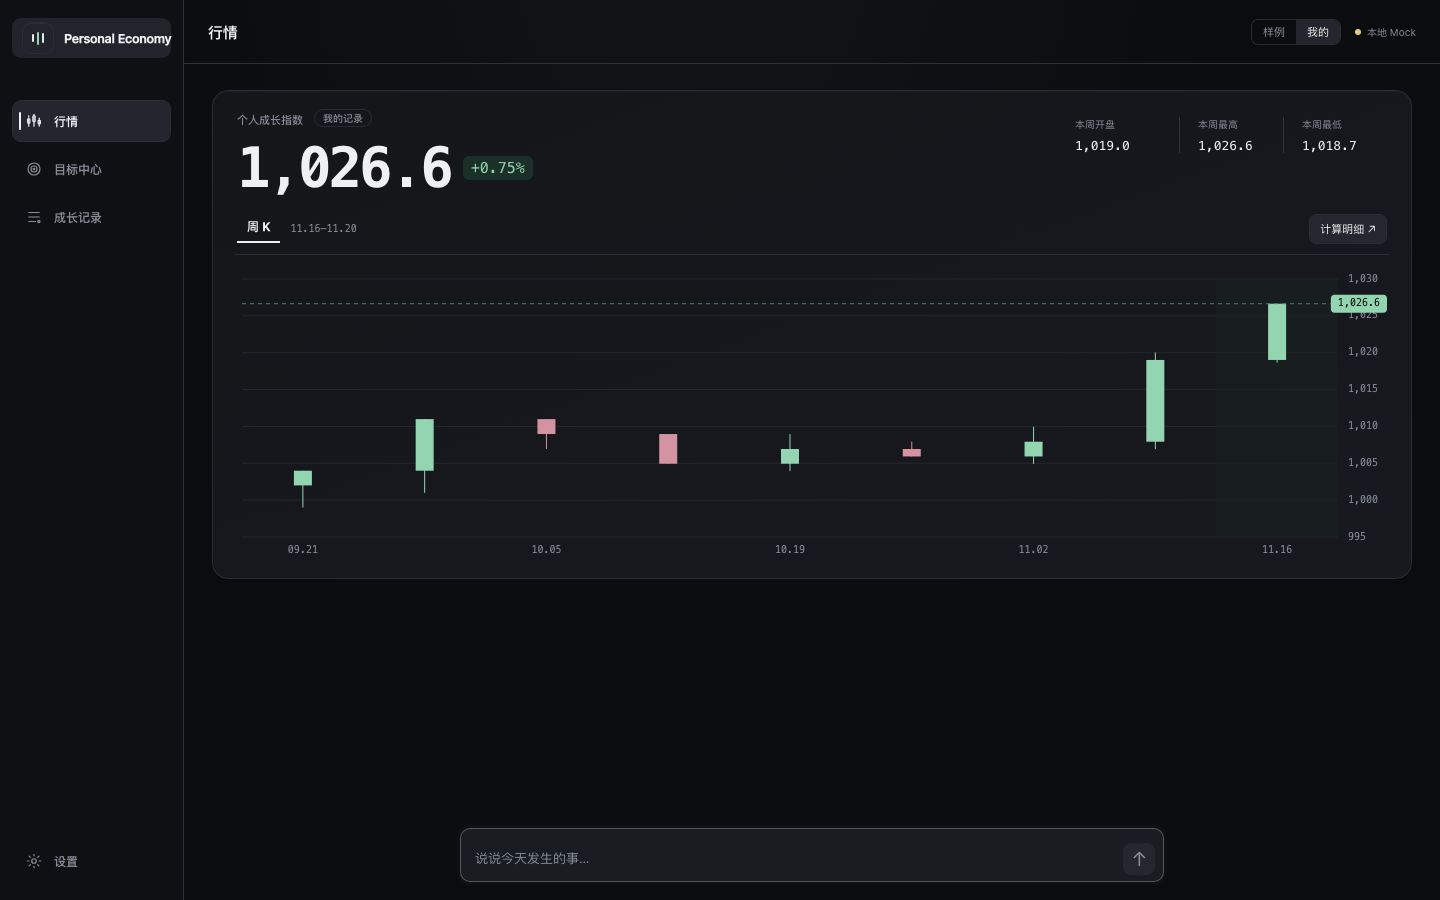 Personal Economy
行情
目标中心
成长记录
设置
行情
样例
我的
本地 Mock
个人成长指数
我的记录
1,026.6
+0.75%
本周开盘
1,019.0
本周最高
1,026.6
本周最低
1,018.7
周 K
11.16—11.20
计算明细 ↗
1,030
1,026.6
1,025
1,020
1,015
1,010
1,005
1,000
995
09.21
10.05
10.19
11.02
11.16
说说今天发生的事...